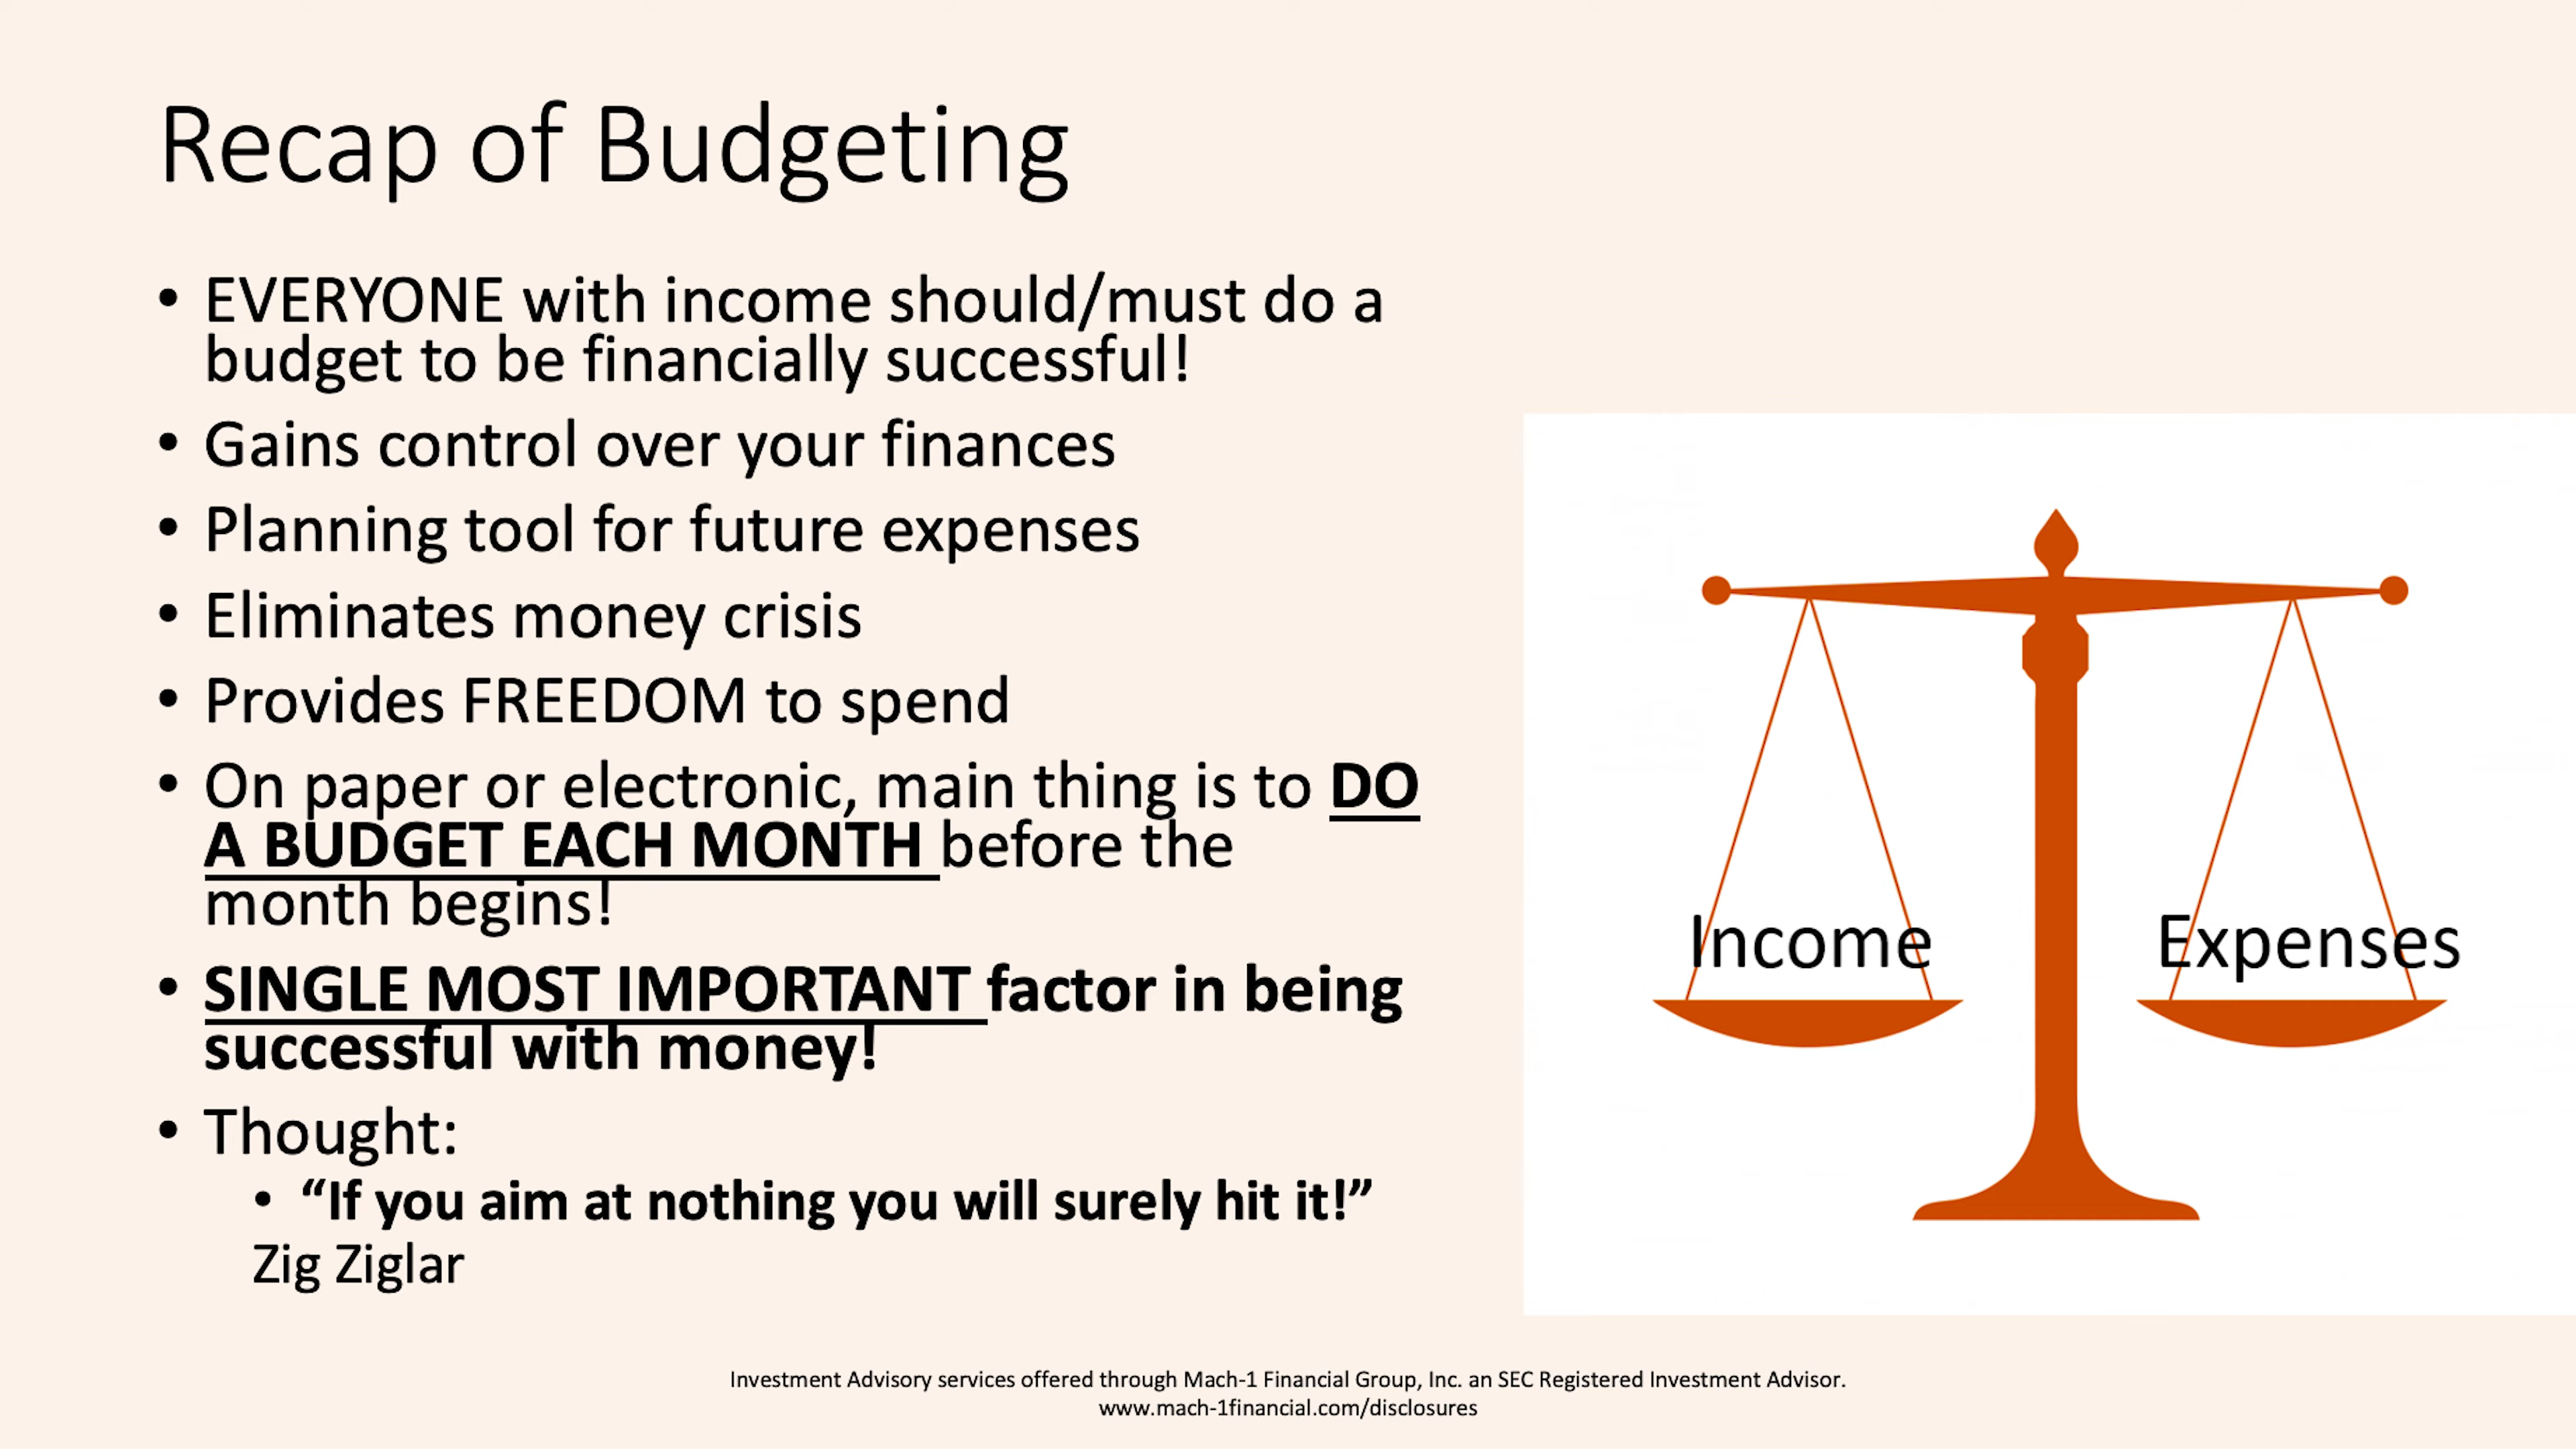 Recap of Budgeting
• EVERYONE with income should/must do a
budget to be financially successful!
• Gains control over your finances
• Planning tool for future expenses
• Eliminates money crisis
• Provides FREEDOM to spend
• On paper or electronic, main thing is to DO
A BUDGET EACH MONTH before the
month begins!
• SINGLE MOST IMPORTANT factor in being
successful with money!
• Thought:
• “If you aim at nothing you will surely hit it!”
Zig Ziglar
Income
Expenses
Investment Advisory services offered through Mach-1 Financial Group, Inc. an SEC Registered Investment Advisor.
www.mach-1financial.com/disclosures